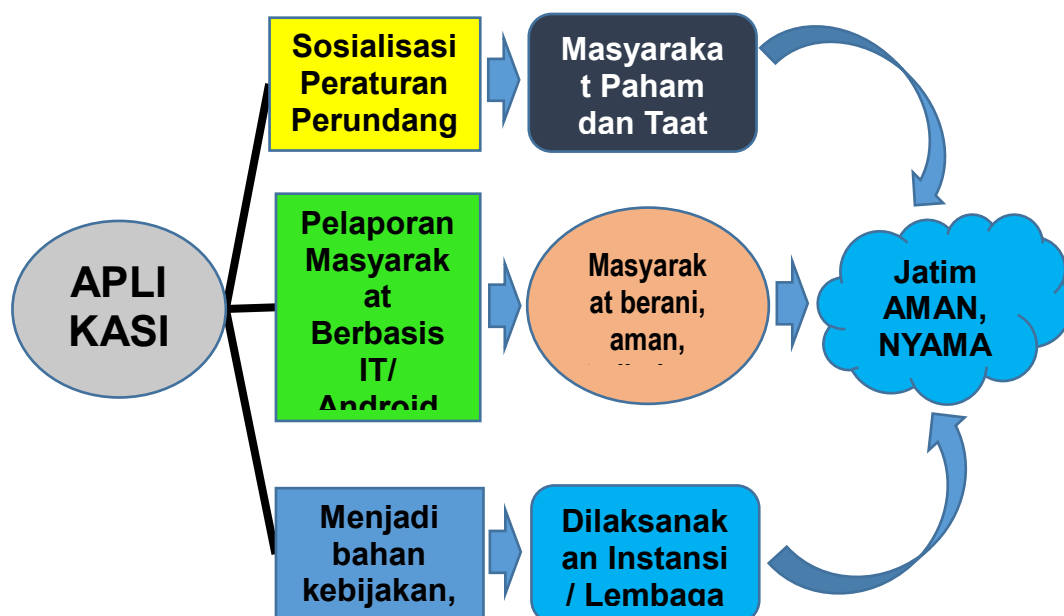 Sosialisasi
Peraturan
Perundang
Masyaraka
t Paham
dan Taat
APLI
KASI
Pelaporan
Masyarak
at
Berbasis
IT/
Android
Masyarak
at berani,
aman,
Jatim
AMAN,
NYAMA
Menjadi
bahan
kebijakan,
Dilaksanak
an Instansi
/ Lembaga